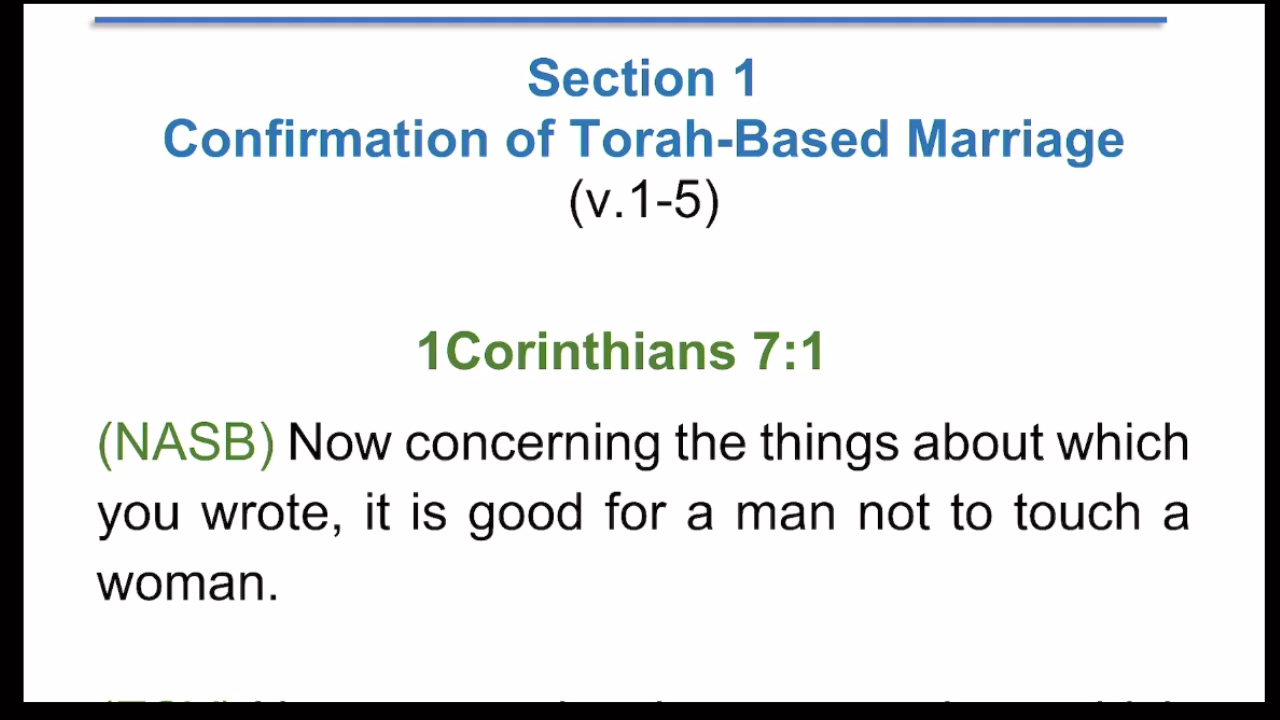 Section 1
Confirmation of Torah-Based Marriage
(v.1-5)
1Corinthians 7:1
(NASB) Now concerning the things about which
you wrote, it is good for a man not to touch a
woman.